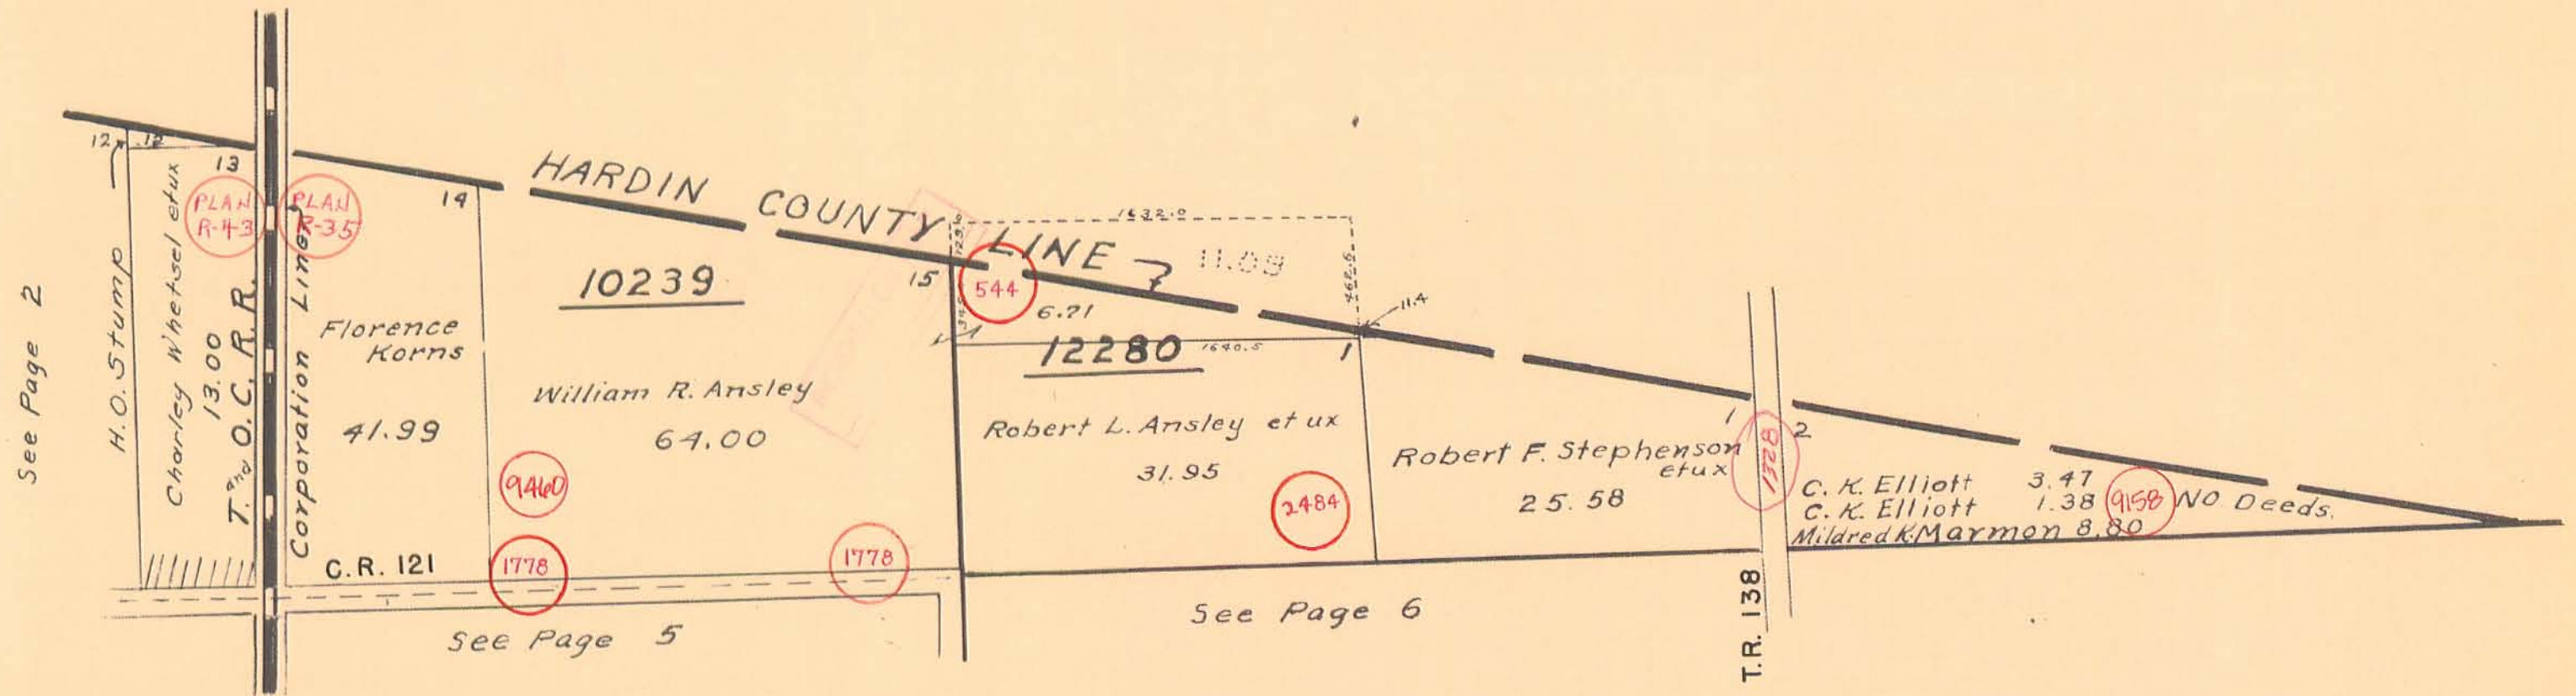 See Page 2
12
12
13
H.O. Stump
Charley Whetsel etux
13.00
PLAN
R-43
T. and O. C. R. R.
PLAN
R-35
Corporation Line
14
Florence
Korns
41.99
C.R. 121
HARDIN COUNTY LINE
10239
William R. Ansley
64.00
9460
1778
1778
15
544
1632.0
462.6
11.09
11.4
6.71
12280
1640.5
1
Robert L. Ansley et ux
31.95
2484
Robert F. Stephenson
etux
25.58
1
1328
2
C. K. Elliott 3.47
C. K. Elliott 1.38
Mildred K. Marmon 8.80
9158
NO Deeds.
T.R. 138
See Page 5
See Page 6